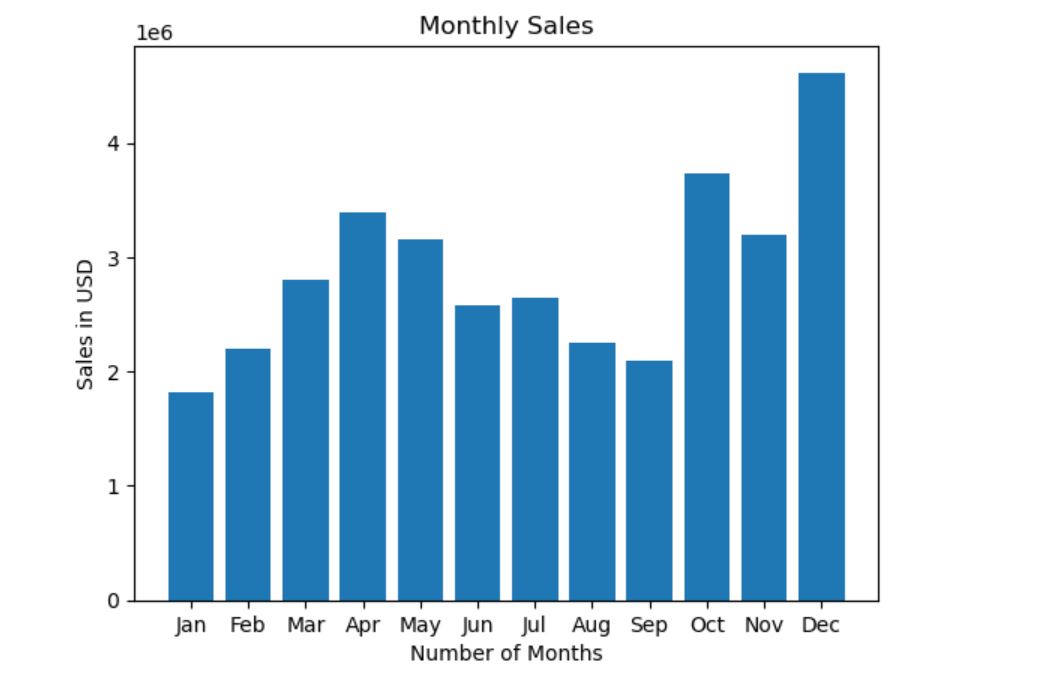 Monthly Sales
1e6
4
3
2
1
0
Sales in USD
Jan Feb Mar Apr May Jun Jul Aug Sep Oct Nov Dec
Number of Months